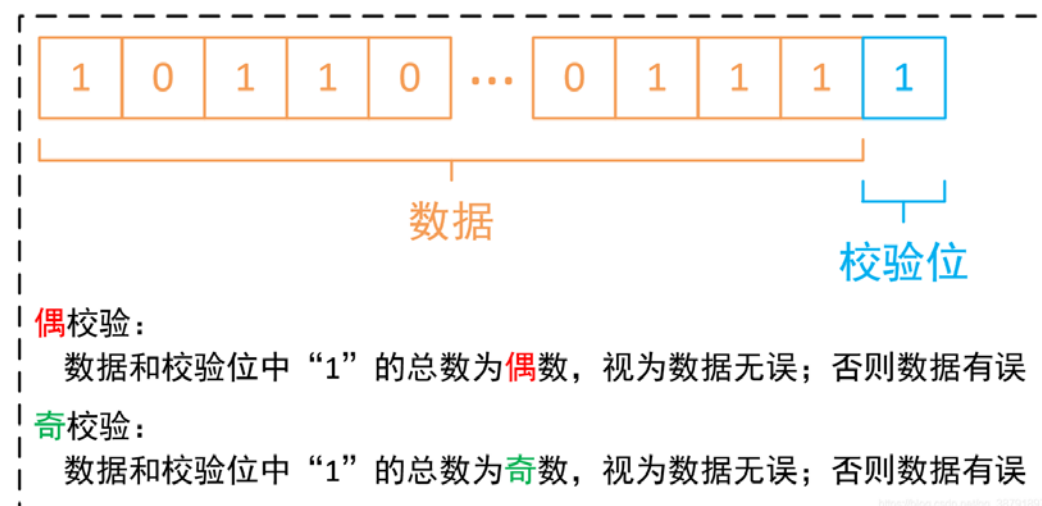 1 0 1 1 0 ... 0 1 1 1 1
数据
校验位
偶校验：
数据和校验位中“1”的总数为偶数，视为数据无误；否则数据有误
奇校验：
数据和校验位中“1”的总数为奇数，视为数据无误；否则数据有误